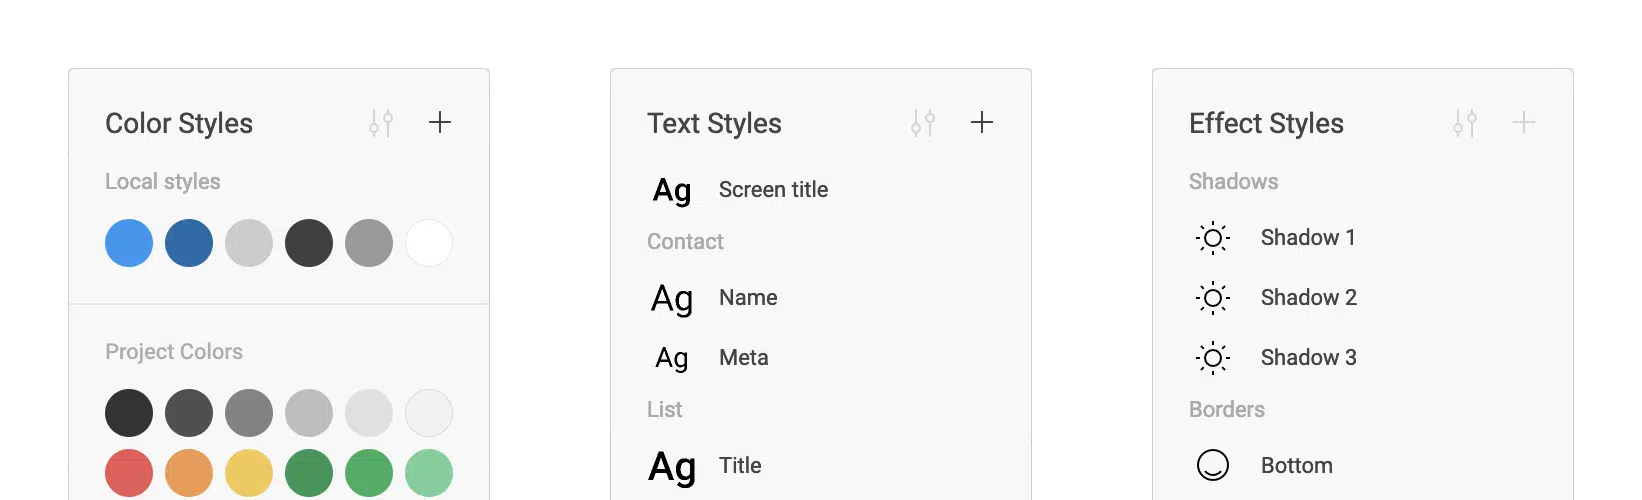 Color Styles
Local styles
Project Colors
Text Styles
Ag Screen title
Contact
Ag Name
Ag Meta
List
Ag Title
Effect Styles
Shadows
Shadow 1
Shadow 2
Shadow 3
Borders
Bottom